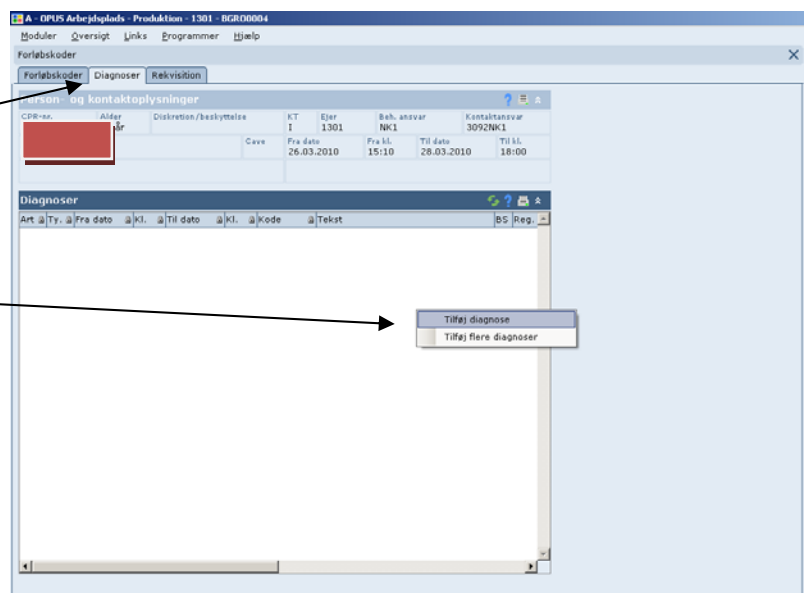 A - OPUS Arbejdsplads - Produktion - 1301 - BGRD0004
Moduler Oversigt Links Programmer Hjælp
Forløbskoder
Forløbskoder Diagnoser Rekvisition
Person- og kontaktoplysninger
CPR-nr. Alder Diskretion/beskyttelse KT Ejer Beh. ansvar Kontaktansvar
år I 1301 NK1 3092NK1
Cave Fra dato Fra kl. Til dato Til kl.
26.03.2010 15:10 28.03.2010 18:00
Diagnoser
Art Ty. Fra dato Kl. Til dato Kl. Kode Tekst BS Reg.
Tilføj diagnose
Tilføj flere diagnoser